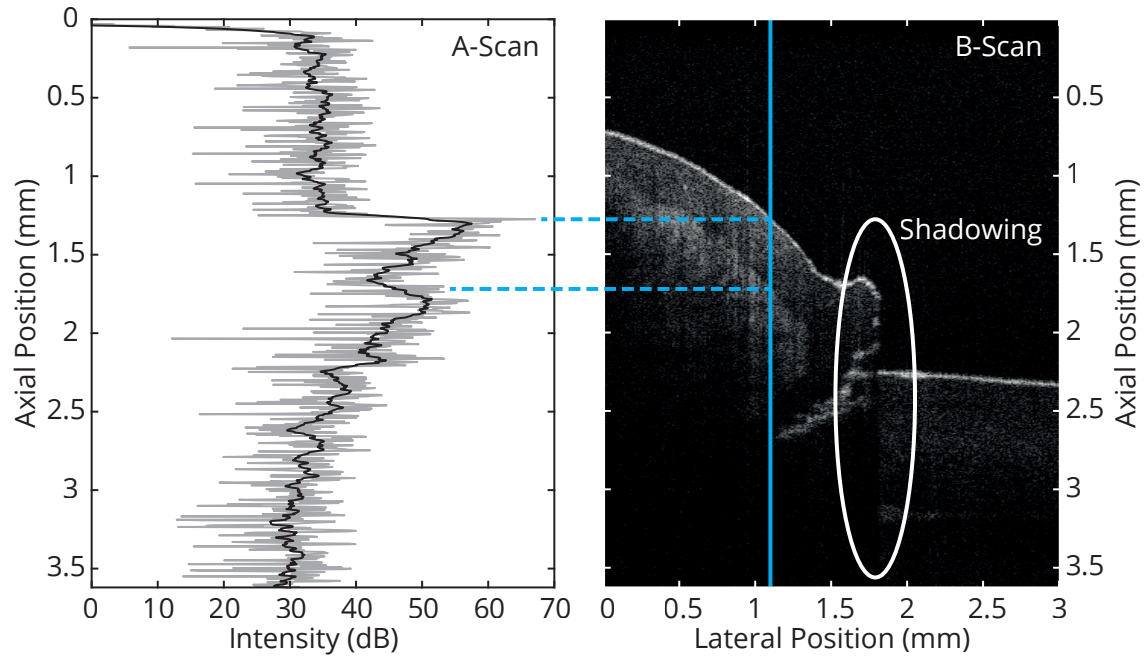 A-Scan
0
0.5
1
1.5
2
2.5
3
3.5
Axial Position (mm)
0 10 20 30 40 50 60 70
Intensity (dB)
B-Scan
Shadowing
0.5
1
1.5
2
2.5
3
3.5
Axial Position (mm)
0 0.5 1 1.5 2 2.5 3
Lateral Position (mm)